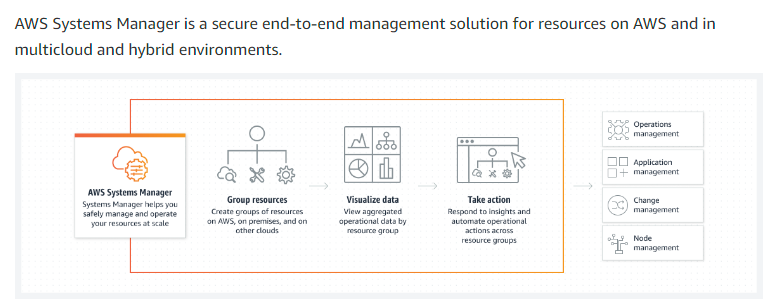 AWS Systems Manager is a secure end-to-end management solution for resources on AWS and in
multicloud and hybrid environments.
AWS Systems Manager
Systems Manager helps you
safely manage and operate
your resources at scale
Group resources
Create groups of resources
on AWS, on premises, and on
other clouds
Visualize data
View aggregated
operational data by
resource group
Take action
Respond to insights and
automate operational
actions across
resource groups
Operations
management
Application
management
Change
management
Node
management